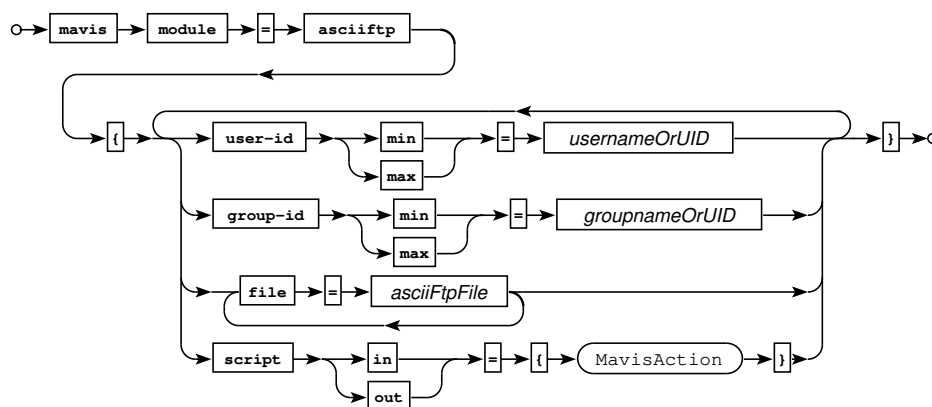 mavis module = asciiftp
{ user-id min = usernameOrUID }
max
group-id min = groupnameOrUID
max
file = asciiFtpFile
script in = { MavisAction }
out